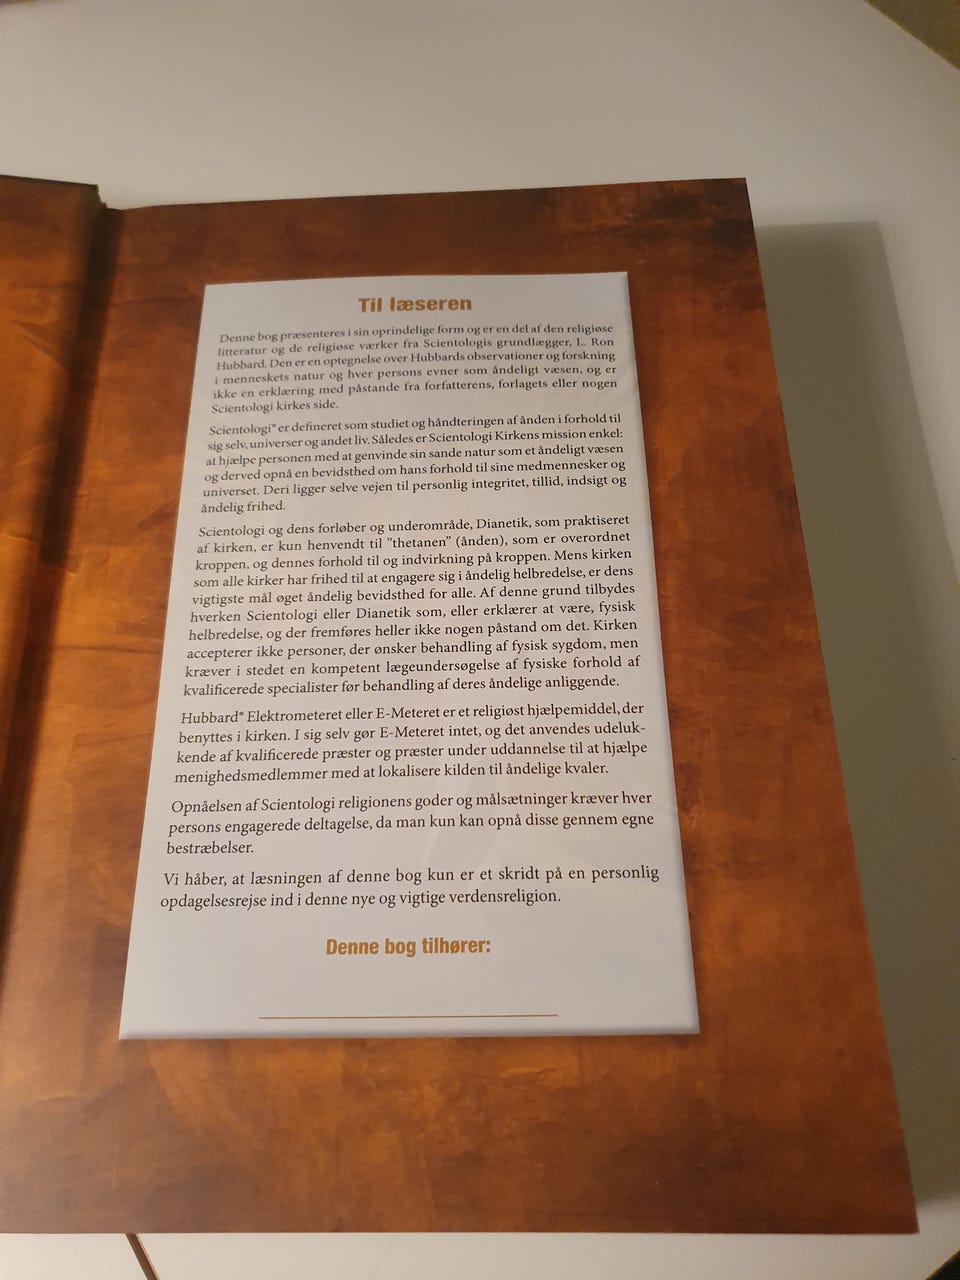 Til læseren
Denne bog præsenteres i sin oprindelige form og er en del af den religiøse
litteratur og de religiøse værker fra Scientologis grundlægger, L. Ron
Hubbard. Den er en optegnelse over Hubbards observationer og forskning
i menneskets natur og hver persons evner som åndeligt væsen, og er
ikke en erklæring med påstande fra forfatterens, forlagets eller nogen
Scientologi kirkes side.
Scientologi® er defineret som studiet og håndteringen af ånden i forhold til
sig selv, universer og andet liv. Således er Scientologi Kirkens mission enkel:
at hjælpe personen med at genvinde sin sande natur som et åndeligt væsen
og derved opnå en bevidsthed om hans forhold til sine medmennesker og
universet. Deri ligger selve vejen til personlig integritet, tillid, indsigt og
åndelig frihed.
Scientologi og dens forløber og underområde, Dianetik, som praktiseret
af kirken, er kun henvendt til ”thetanen” (ånden), som er overordnet
kroppen, og dennes forhold til og indvirkning på kroppen. Mens kirken
som alle kirker har frihed til at engagere sig i åndelig helbredelse, er dens
vigtigste mål øget åndelig bevidsthed for alle. Af denne grund tilbydes
hverken Scientologi eller Dianetik som, eller erklærer at være, fysisk
helbredelse, og der fremføres heller ikke nogen påstand om det. Kirken
accepterer ikke personer, der ønsker behandling af fysisk sygdom, men
kræver i stedet en kompetent lægeundersøgelse af fysiske forhold af
kvalificerede specialister før behandling af deres åndelige anliggende.
Hubbard® Elektrometeret eller E-Meteret er et religiøst hjælpemiddel, der
benyttes i kirken. I sig selv gør E-Meteret intet, og det anvendes udeluk-
kende af kvalificerede præster og præster under uddannelse til at hjælpe
menighedsmedlemmer med at lokalisere kilden til åndelige kvaler.
Opnåelsen af Scientologi religionens goder og målsætninger kræver hver
persons engagerede deltagelse, da man kun kan opnå disse gennem egne
bestræbelser.
Vi håber, at læsningen af denne bog kun er et skridt på en personlig
opdagelsesrejse ind i denne nye og vigtige verdensreligion.
Denne bog tilhører: